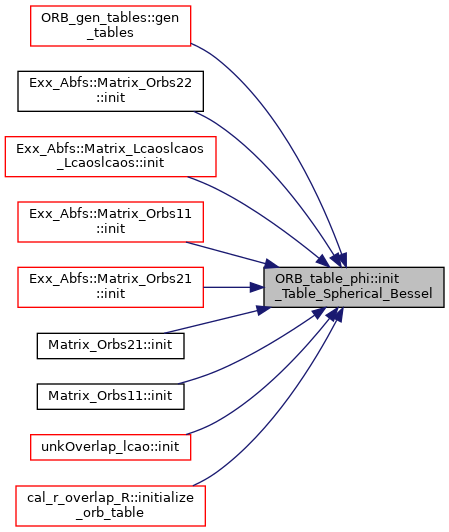 ORB_gen_tables::gen
_tables
Exx_Abfs::Matrix_Orbs22
::init
Exx_Abfs::Matrix_Lcaoslcaos
_Lcaoslcaos::init
Exx_Abfs::Matrix_Orbs11
::init
Exx_Abfs::Matrix_Orbs21
::init
ORB_table_phi::init
_Table_Spherical_Bessel
Matrix_Orbs21::init
Matrix_Orbs11::init
unkOverlap_lcao::init
cal_r_overlap_R::initialize
_orb_table